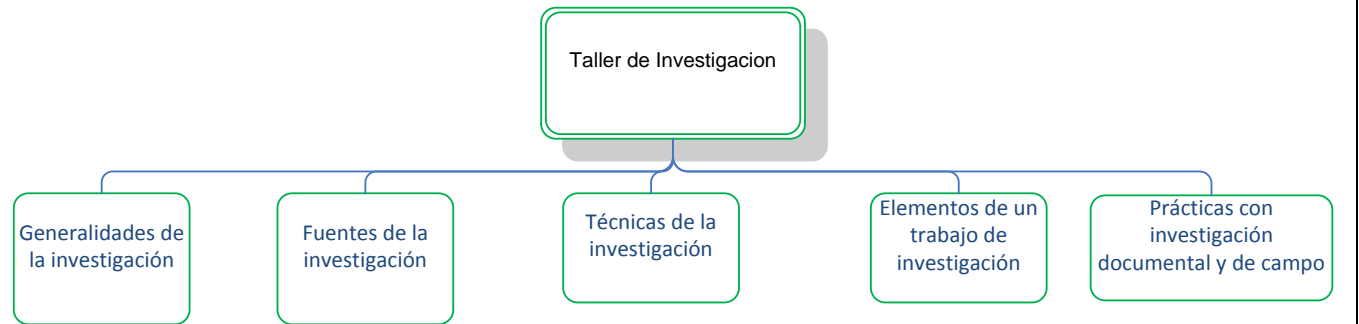 Taller de Investigacion
Generalidades de
la investigación
Fuentes de la
investigación
Técnicas de la
investigación
Elementos de un
trabajo de
investigación
Prácticas con
investigación
documental y de campo